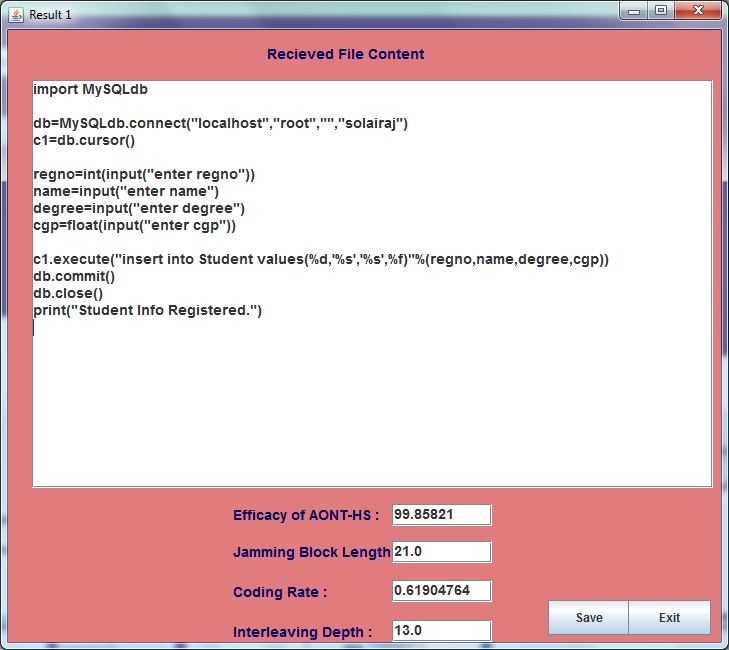 Result 1
Recieved File Content
import MySQLdb
db=MySQLdb.connect("localhost","root","","solairaj")
c1=db.cursor()
regno=int(input("enter regno"))
name=input("enter name")
degree=input("enter degree")
cgp=float(input("enter cgp"))
c1.execute("insert into Student values(%d,'%s','%s',%f)"%(regno,name,degree,cgp))
db.commit()
db.close()
print("Student Info Registered.")
Efficacy of AONT-HS : 99.85821
Jamming Block Length 21.0
Coding Rate : 0.61904764
Interleaving Depth : 13.0
Save Exit